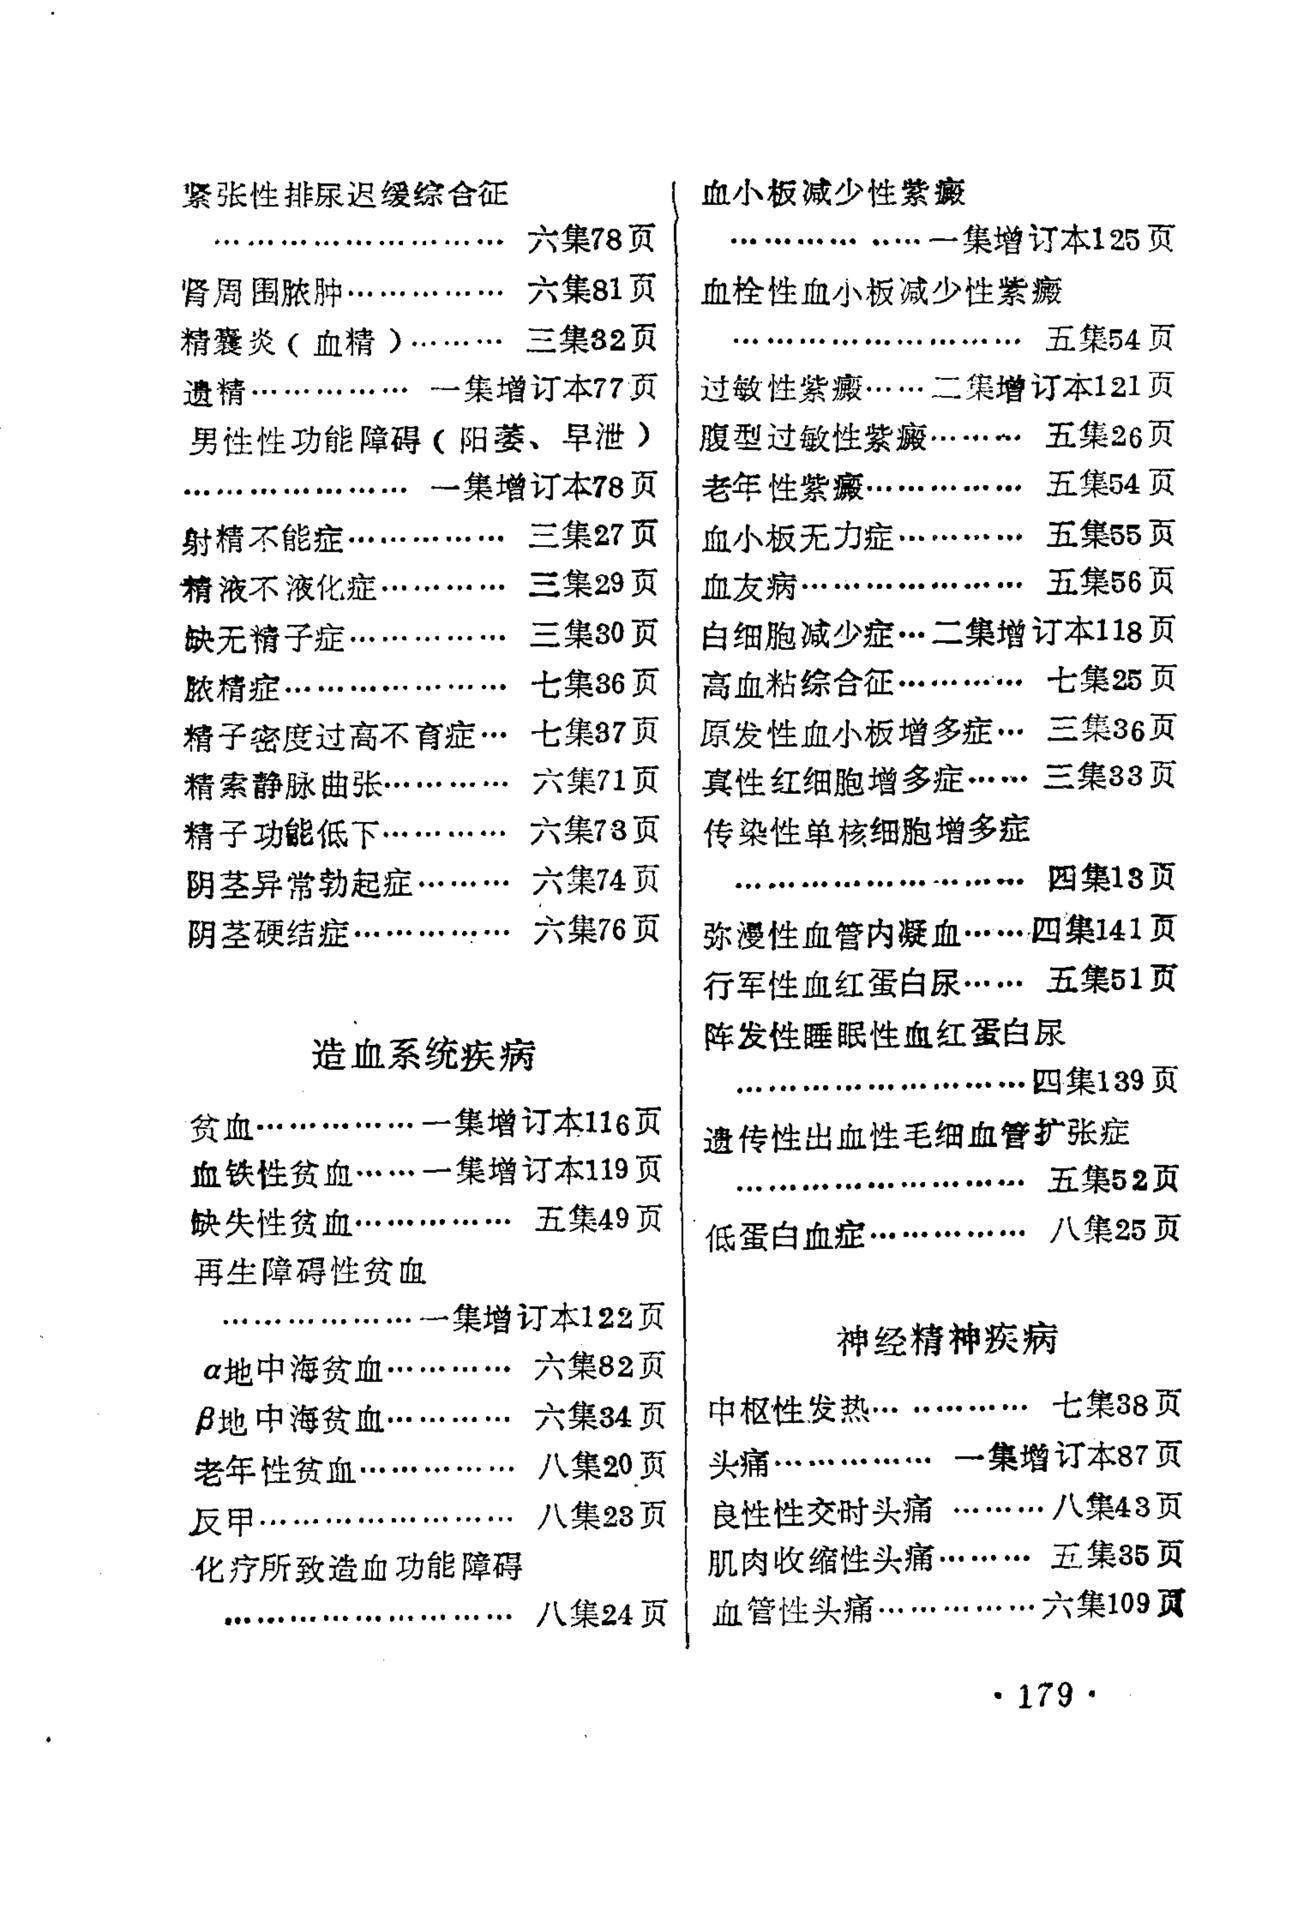 紧张性排尿迟缓综合征
………………………… 六集78页
肾周围脓肿…………… 六集81页
精囊炎(血精)……… 三集32页
遗精…………… 一集增订本77页
男性性功能障碍(阳萎、早泄)
………………… 一集增订本78页
射精不能症…………… 三集27页
精液不液化症………… 三集29页
缺无精子症…………… 三集30页
脓精症………………… 七集36页
精子密度过高不育症… 七集37页
精索静脉曲张………… 六集71页
精子功能低下………… 六集73页
阴茎异常勃起症……… 六集74页
阴茎硬结症…………… 六集76页
造血系统疾病
贫血……………一集增订本116页
血铁性贫血……一集增订本119页
缺失性贫血…………… 五集49页
再生障碍性贫血
………………一集增订本122页
α地中海贫血………… 六集82页
β地中海贫血………… 六集34页
老年性贫血…………… 八集20页
反甲…………………… 八集23页
化疗所致造血功能障碍
………………………… 八集24页
血小板减少性紫癜
………………一集增订本125页
血栓性血小板减少性紫癜
………………………… 五集54页
过敏性紫癜……二集增订本121页
腹型过敏性紫癜……… 五集26页
老年性紫癜…………… 五集54页
血小板无力症………… 五集55页
血友病………………… 五集56页
白细胞减少症…二集增订本118页
高血粘综合征………… 七集25页
原发性血小板增多症… 三集36页
真性红细胞增多症…… 三集33页
传染性单核细胞增多症
………………………… 四集13页
弥漫性血管内凝血……四集141页
行军性血红蛋白尿…… 五集51页
阵发性睡眠性血红蛋白尿
…………………………四集139页
遗传性出血性毛细血管扩张症
………………………… 五集52页
低蛋白血症…………… 八集25页
神经精神疾病
中枢性发热… ………… 七集38页
头痛…………… 一集增订本87页
良性性交时头痛 ………八集43页
肌肉收缩性头痛……… 五集35页
血管性头痛……………六集109页
·179·